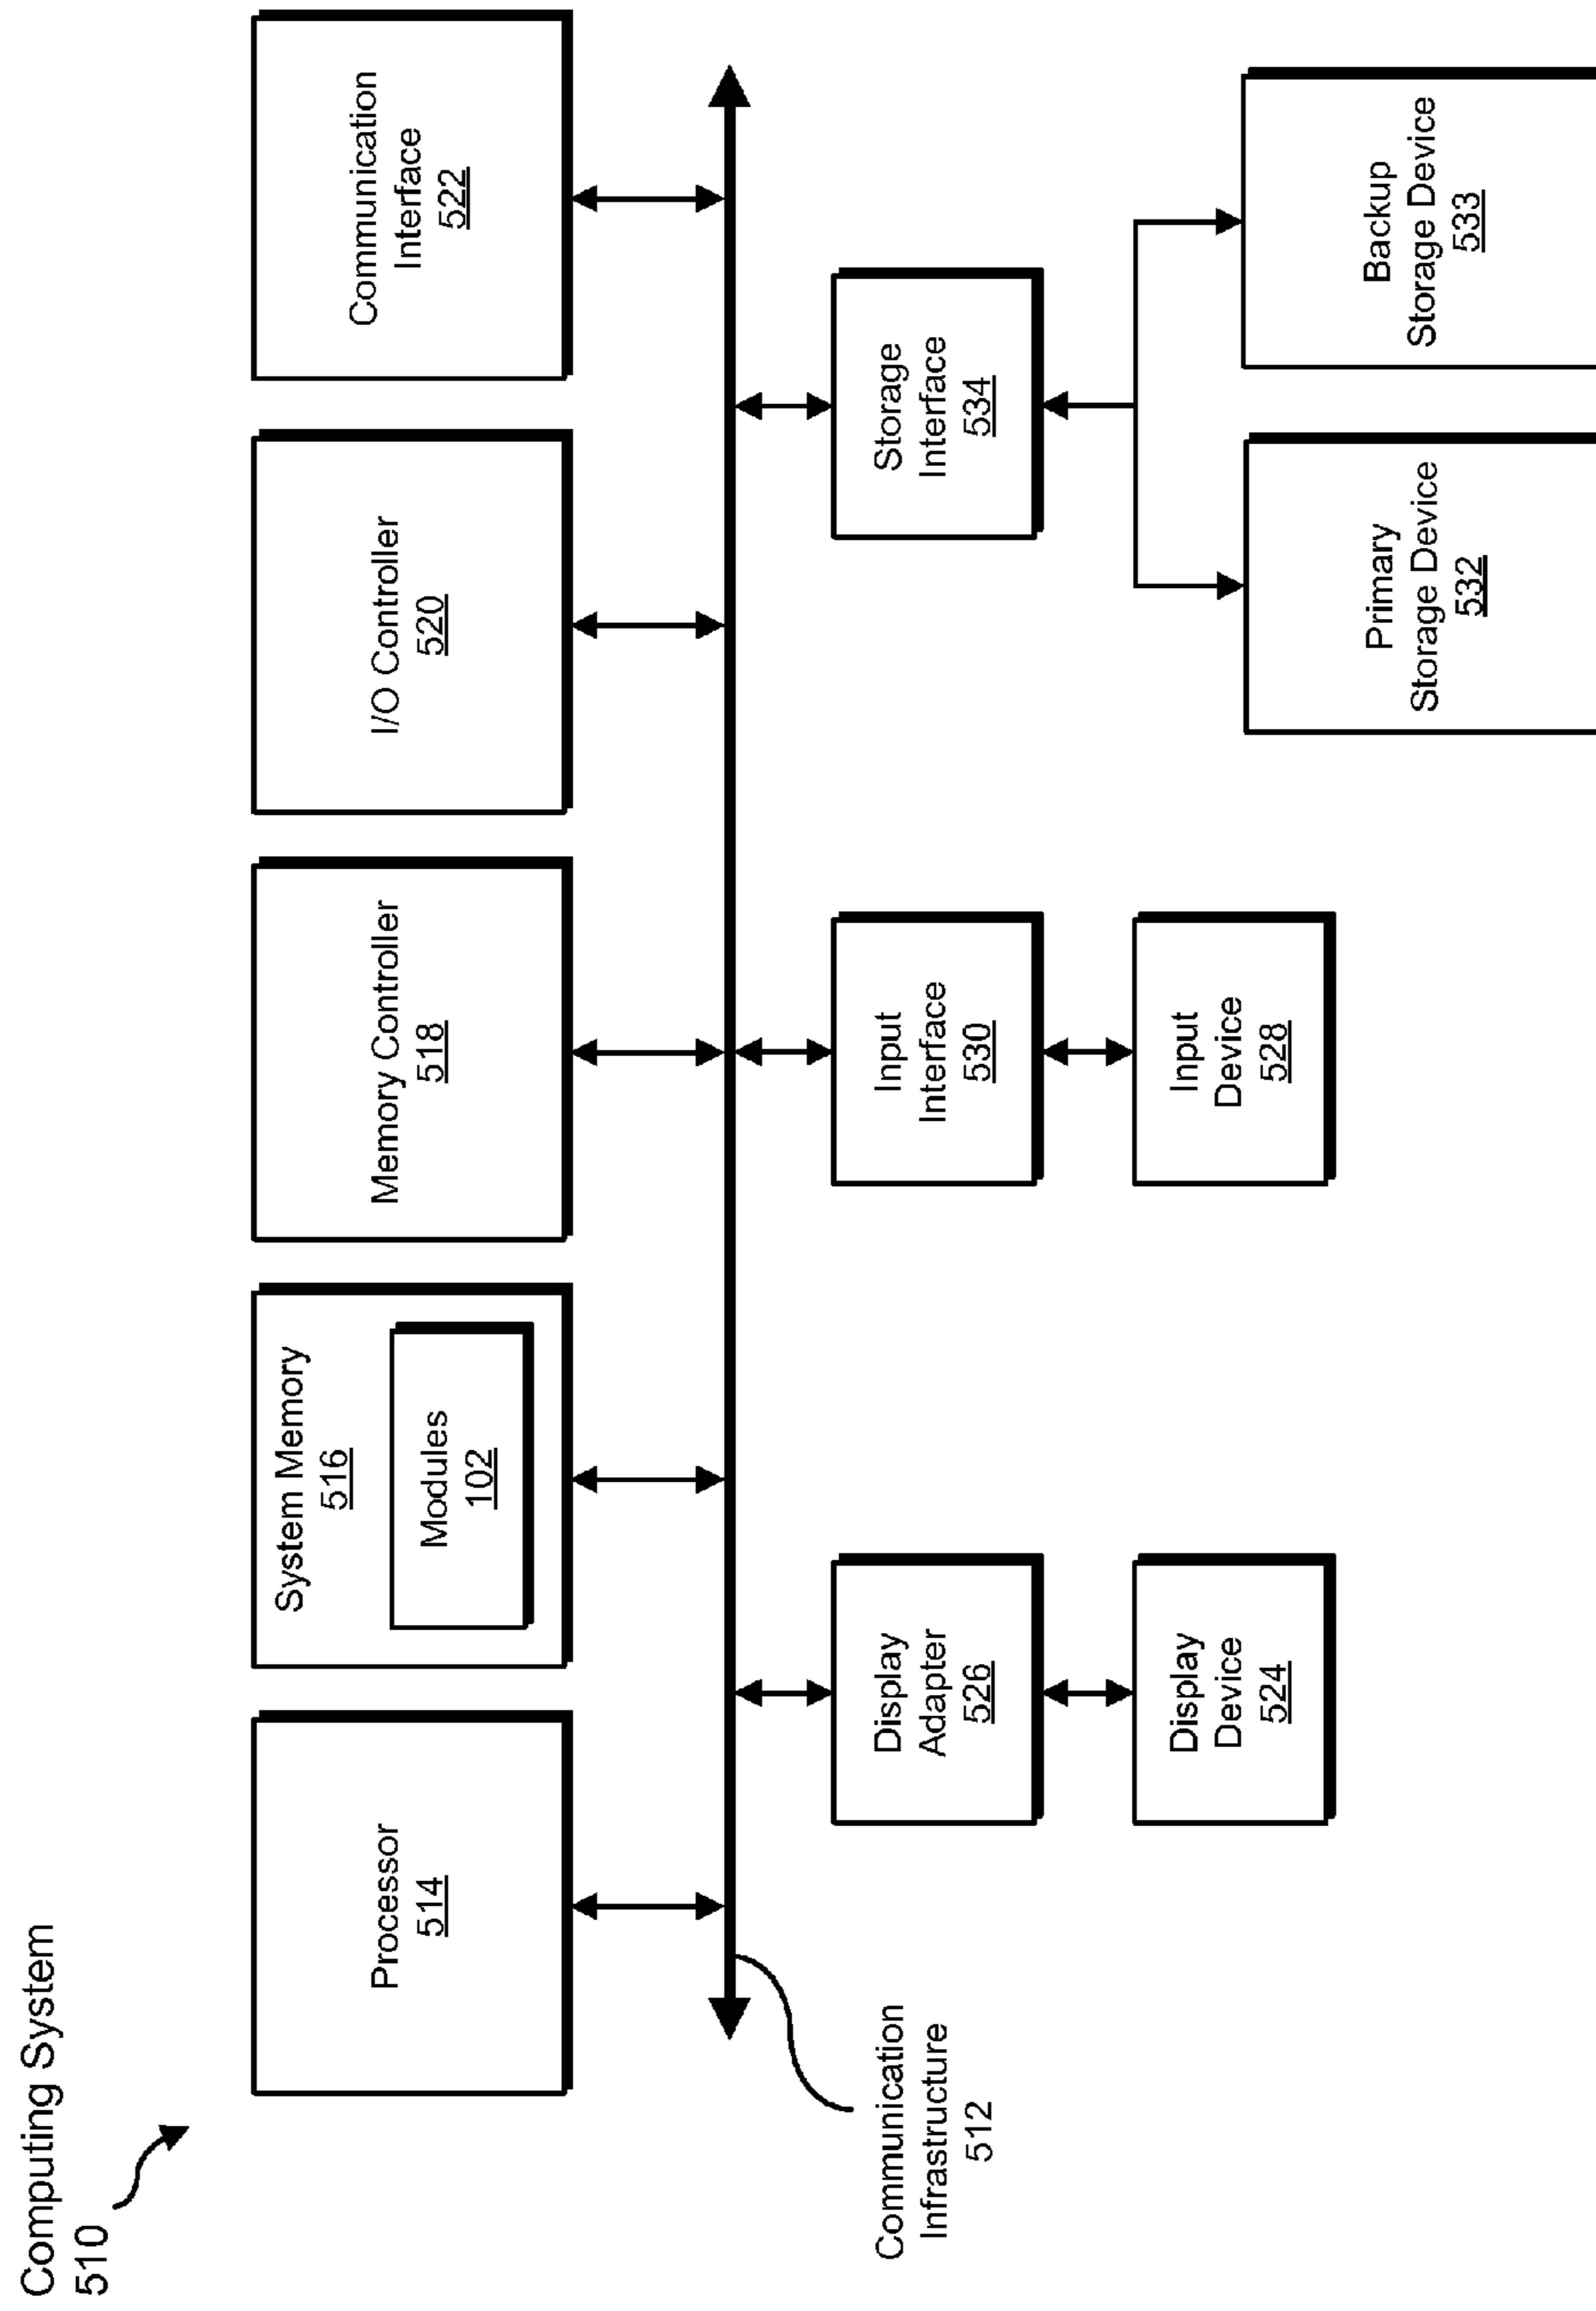 Computing System
510
Processor
514
System Memory
516
Modules
102
Memory Controller
518
I/O Controller
520
Communication
Interface
522
Communication
Infrastructure
512
Display
Adapter
526
Input
Interface
530
Storage
Interface
534
Display
Device
524
Input
Device
528
Primary
Storage Device
532
Backup
Storage Device
533